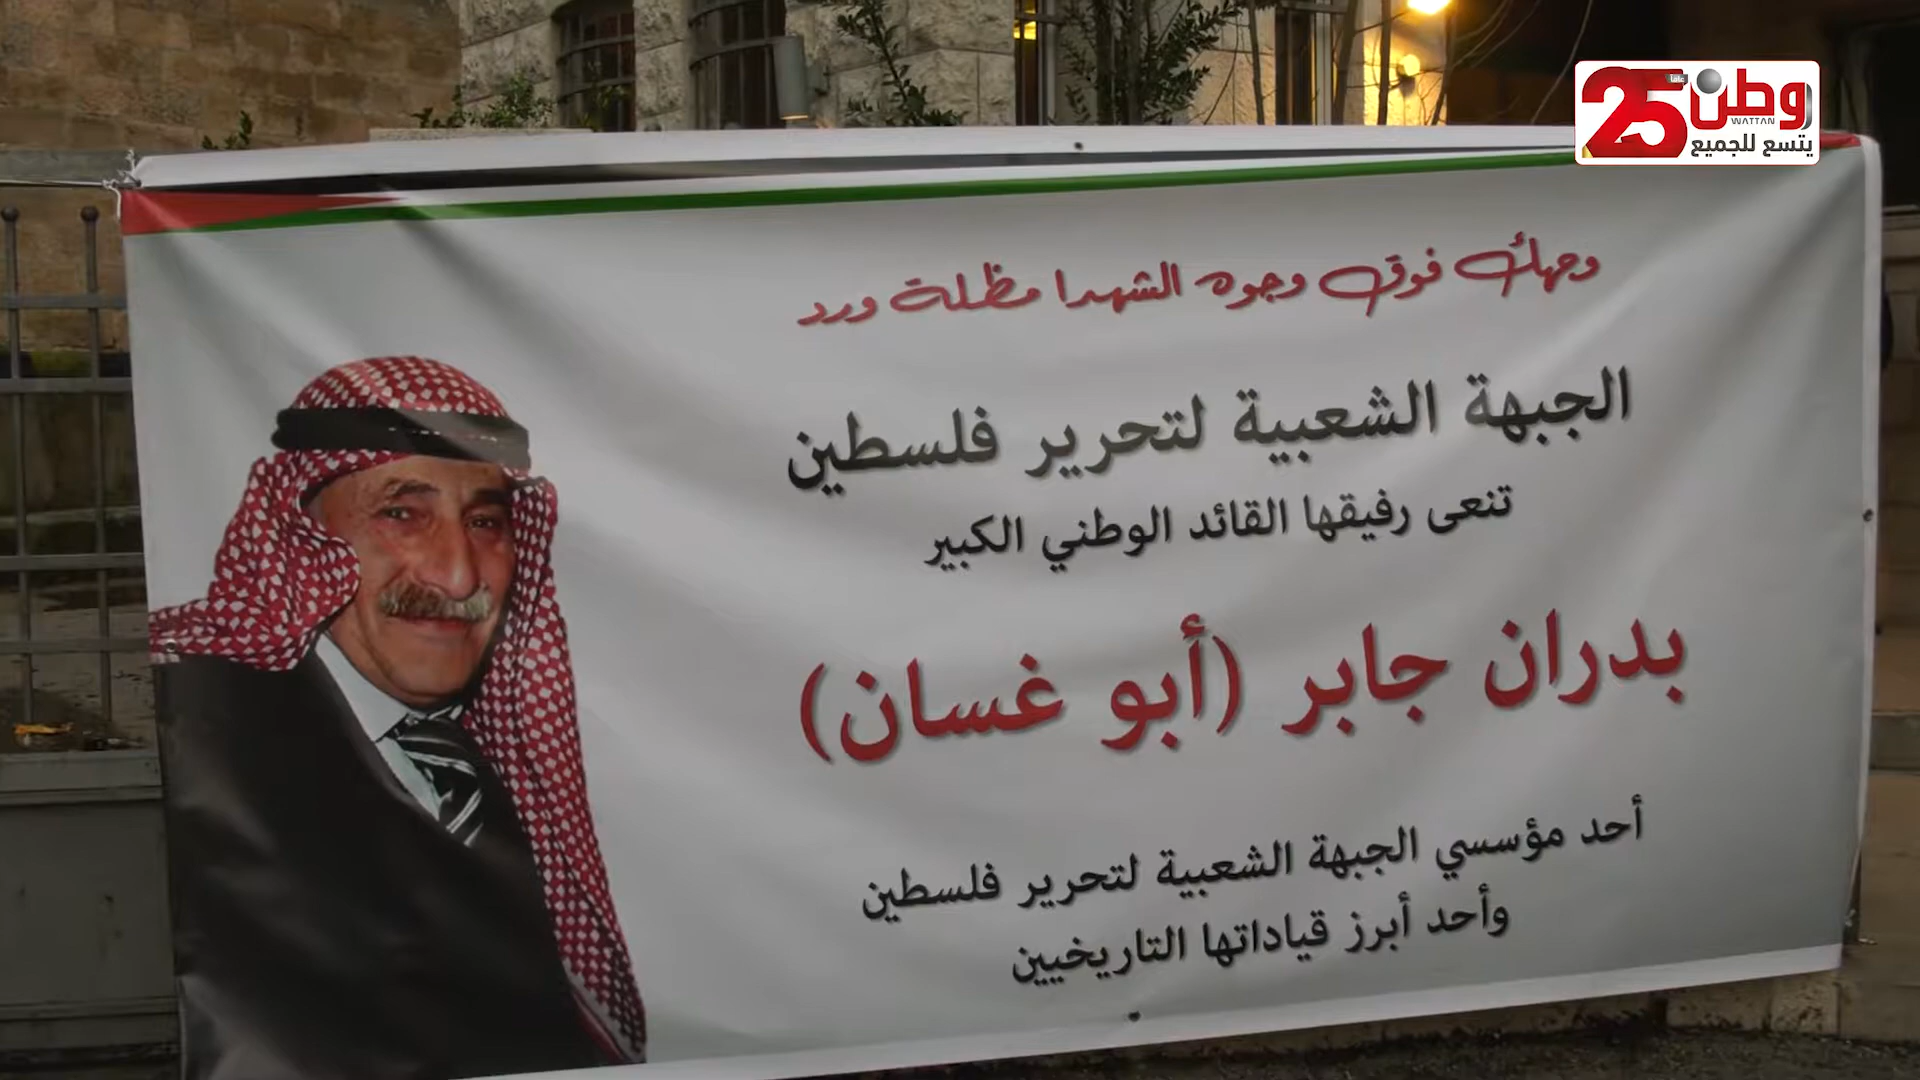 25 عاما
وطن
WATTAN
يتسع للجميع
وجهك فوق وجوه الشهدا مظلة ورد
الجبهة الشعبية لتحرير فلسطين
تنعى رفيقها القائد الوطني الكبير
بدران جابر (أبو غسان)
أحد مؤسسي الجبهة الشعبية لتحرير فلسطين
وأحد أبرز قياداتها التاريخيين